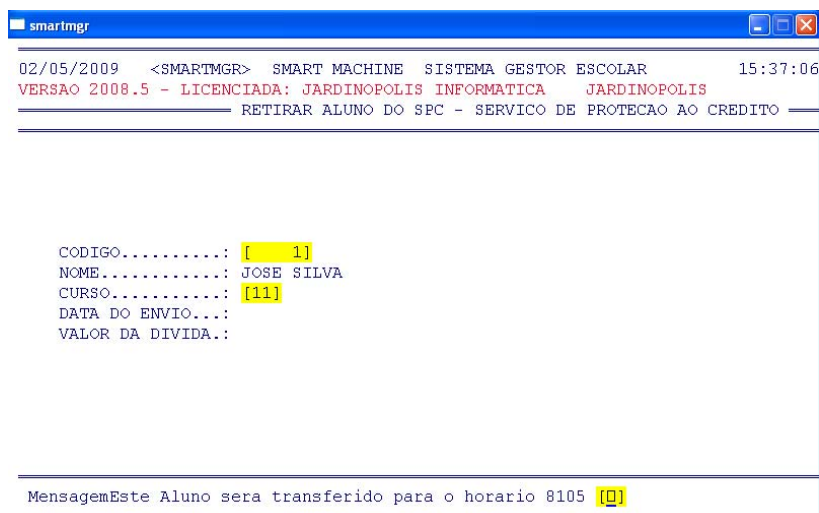 smartmgr
02/05/2009 <SMARTMGR> SMART MACHINE SISTEMA GESTOR ESCOLAR 15:37:06
VERSAO 2008.5 - LICENCIADA: JARDINOPOLIS INFORMATICA JARDINOPOLIS
RETIRAR ALUNO DO SPC - SERVICO DE PROTECAO AO CREDITO
CODIGO..........: [ 1]
NOME............: JOSE SILVA
CURSO...........: [11]
DATA DO ENVIO...:
VALOR DA DIVIDA.:
MensagemEste Aluno sera transferido para o horario 8105 [▯]